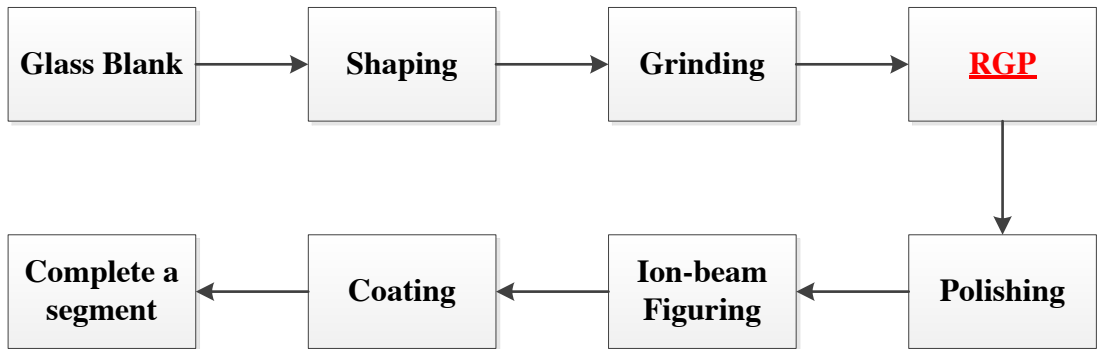 Glass Blank
Shaping
Grinding
RGP
Polishing
Ion-beam
Figuring
Coating
Complete a
segment